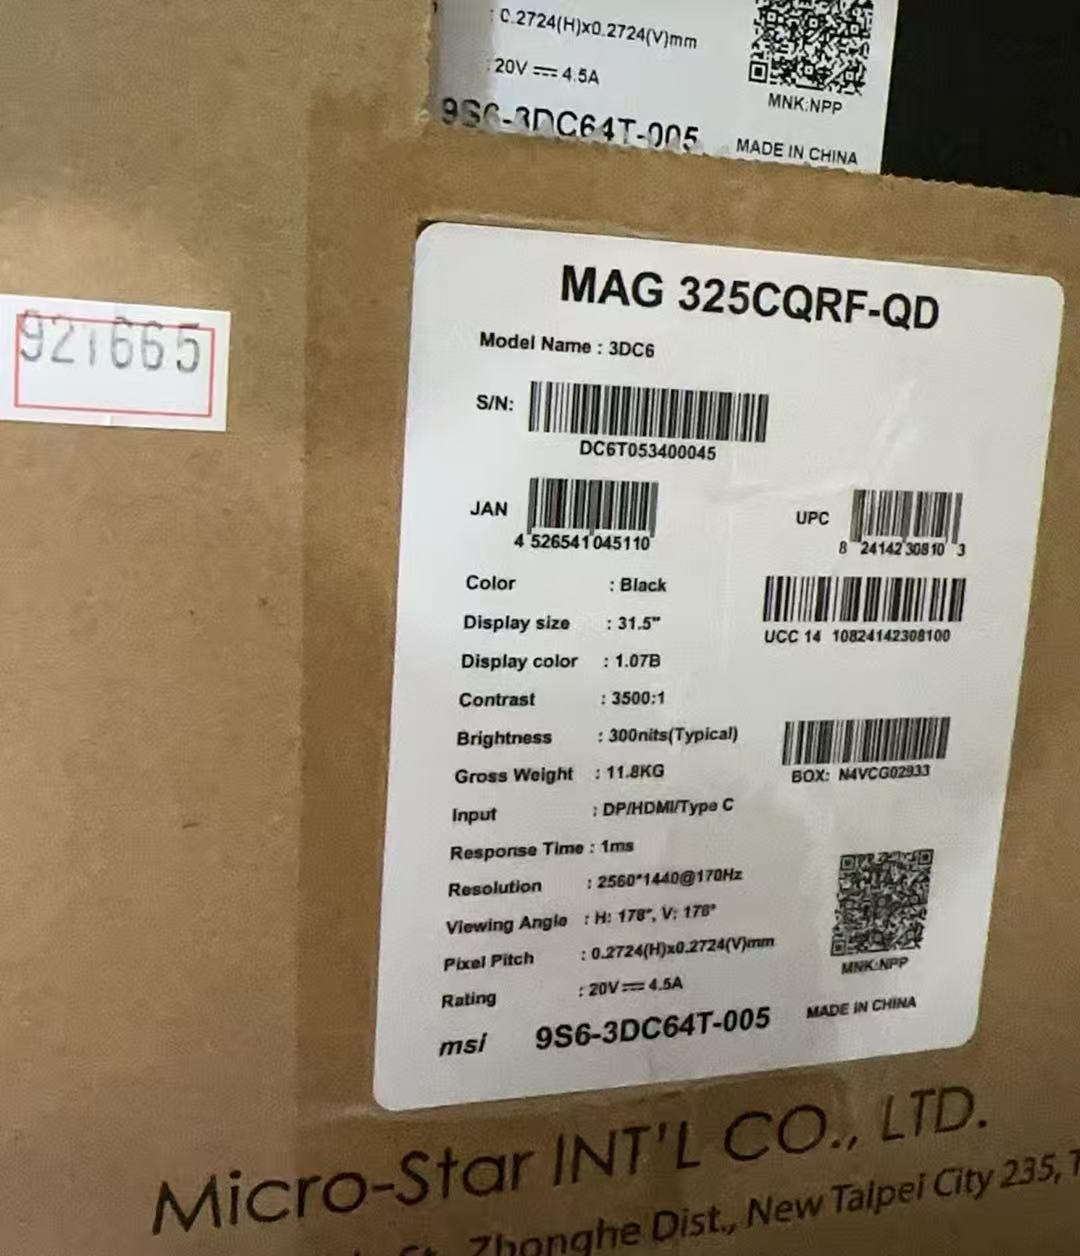 : 0.2724(H)x0.2724(V)mm
: 20V ⎓ 4.5A
MNK:NPP
9S6-3DC64T-005
MADE IN CHINA
921665
MAG 325CQRF-QD
Model Name : 3DC6
S/N:
DC6T053400045
JAN
4 526541 045110
UPC
8 24142 30810 3
Color : Black
Display size : 31.5"
UCC 14 10824142308100
Display color : 1.07B
Contrast : 3500:1
Brightness : 300nits(Typical)
Gross Weight : 11.8KG
BOX: N4VCG02933
Input : DP/HDMI/Type C
Response Time : 1ms
Resolution : 2560*1440@170Hz
Viewing Angle : H: 178°, V: 178°
Pixel Pitch : 0.2724(H)x0.2724(V)mm
MNK:NPP
Rating : 20V ⎓ 4.5A
msi 9S6-3DC64T-005 MADE IN CHINA
Micro-Star INT'L CO., LTD.
Zhonghe Dist., New Taipei City 235,